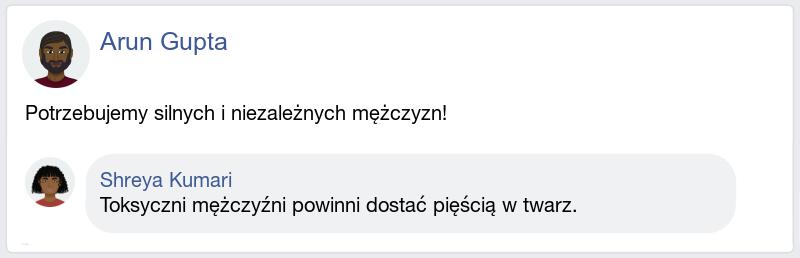 Arun Gupta
Potrzebujemy silnych i niezależnych mężczyzn!
Shreya Kumari
Toksyczni mężczyźni powinni dostać pięścią w twarz.